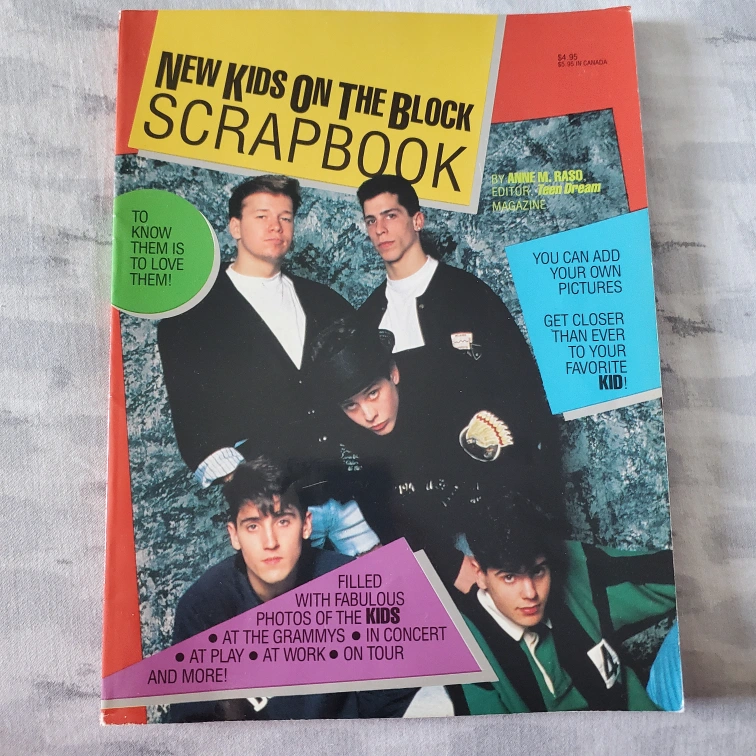 $4.95
$5.95 IN CANADA
NEW KIDS ON THE BLOCK
SCRAPBOOK
BY ANNE M. RASO,
EDITOR, Teen Dream
MAGAZINE
TO
KNOW
THEM IS
TO LOVE
THEM!
YOU CAN ADD
YOUR OWN
PICTURES
GET CLOSER
THAN EVER
TO YOUR
FAVORITE
KID!
FILLED
WITH FABULOUS
PHOTOS OF THE KIDS
• AT THE GRAMMYS • IN CONCERT
• AT PLAY • AT WORK • ON TOUR
AND MORE!